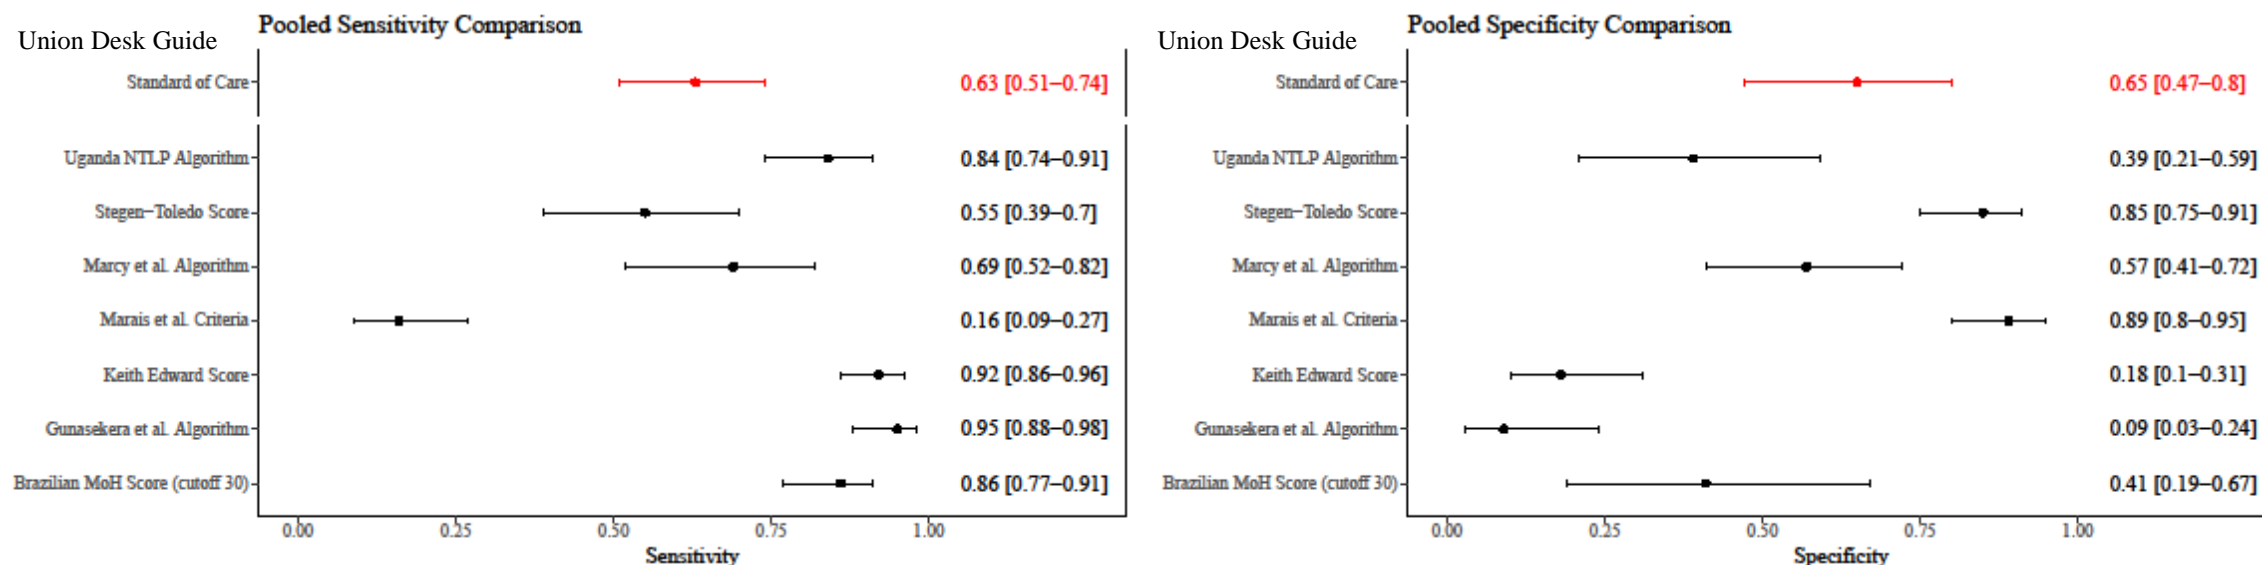 Union Desk Guide
Pooled Sensitivity Comparison
Standard of Care 0.63 [0.51–0.74]
Uganda NTLP Algorithm 0.84 [0.74–0.91]
Stegen–Toledo Score 0.55 [0.39–0.7]
Marcy et al. Algorithm 0.69 [0.52–0.82]
Marais et al. Criteria 0.16 [0.09–0.27]
Keith Edward Score 0.92 [0.86–0.96]
Gunasekera et al. Algorithm 0.95 [0.88–0.98]
Brazilian MoH Score (cutoff 30) 0.86 [0.77–0.91]
0.00 0.25 0.50 0.75 1.00
Sensitivity
Union Desk Guide
Pooled Specificity Comparison
Standard of Care 0.65 [0.47–0.8]
Uganda NTLP Algorithm 0.39 [0.21–0.59]
Stegen–Toledo Score 0.85 [0.75–0.91]
Marcy et al. Algorithm 0.57 [0.41–0.72]
Marais et al. Criteria 0.89 [0.8–0.95]
Keith Edward Score 0.18 [0.1–0.31]
Gunasekera et al. Algorithm 0.09 [0.03–0.24]
Brazilian MoH Score (cutoff 30) 0.41 [0.19–0.67]
0.00 0.25 0.50 0.75 1.00
Specificity